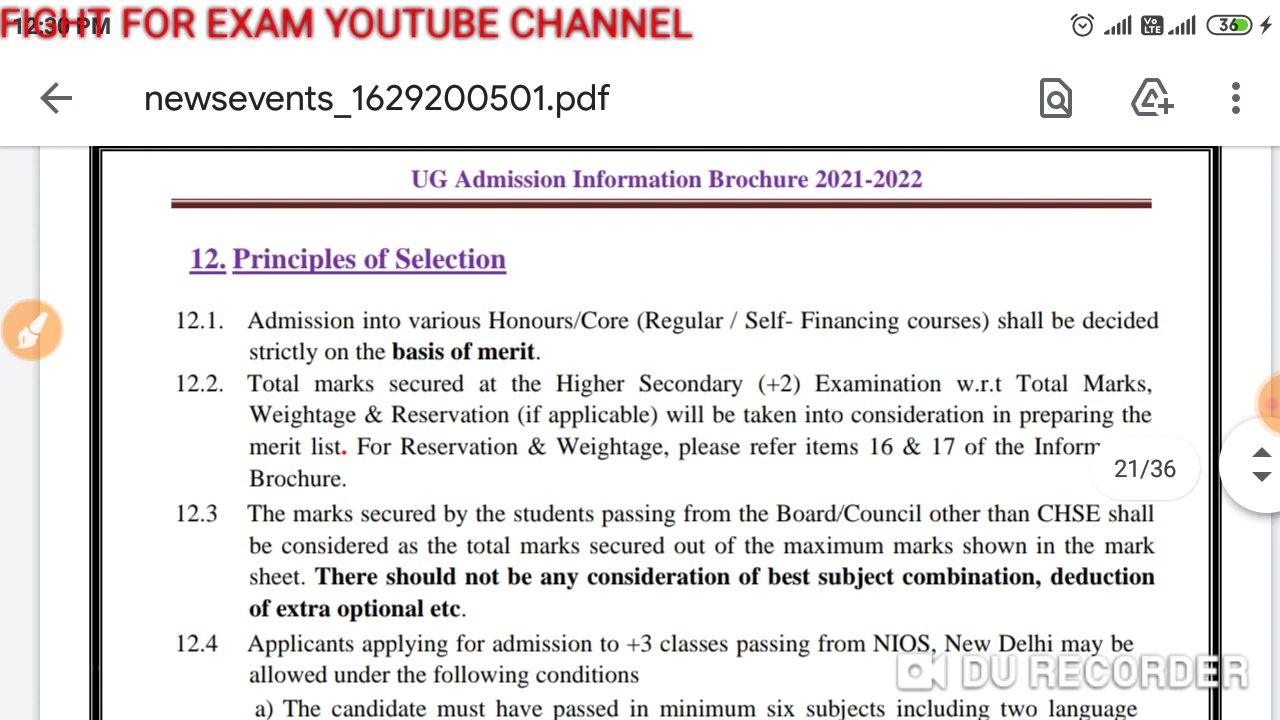 FIGHT FOR EXAM YOUTUBE CHANNEL
12:30 PM
Vo LTE
36
newsevents_1629200501.pdf
UG Admission Information Brochure 2021-2022
12. Principles of Selection
12.1. Admission into various Honours/Core (Regular / Self- Financing courses) shall be decided
strictly on the basis of merit.
12.2. Total marks secured at the Higher Secondary (+2) Examination w.r.t Total Marks,
Weightage & Reservation (if applicable) will be taken into consideration in preparing the
merit list. For Reservation & Weightage, please refer items 16 & 17 of the Inform
Brochure.
21/36
12.3 The marks secured by the students passing from the Board/Council other than CHSE shall
be considered as the total marks secured out of the maximum marks shown in the mark
sheet. There should not be any consideration of best subject combination, deduction
of extra optional etc.
12.4 Applicants applying for admission to +3 classes passing from NIOS, New Delhi may be
allowed under the following conditions
DU RECORDER
a) The candidate must have passed in minimum six subjects including two language